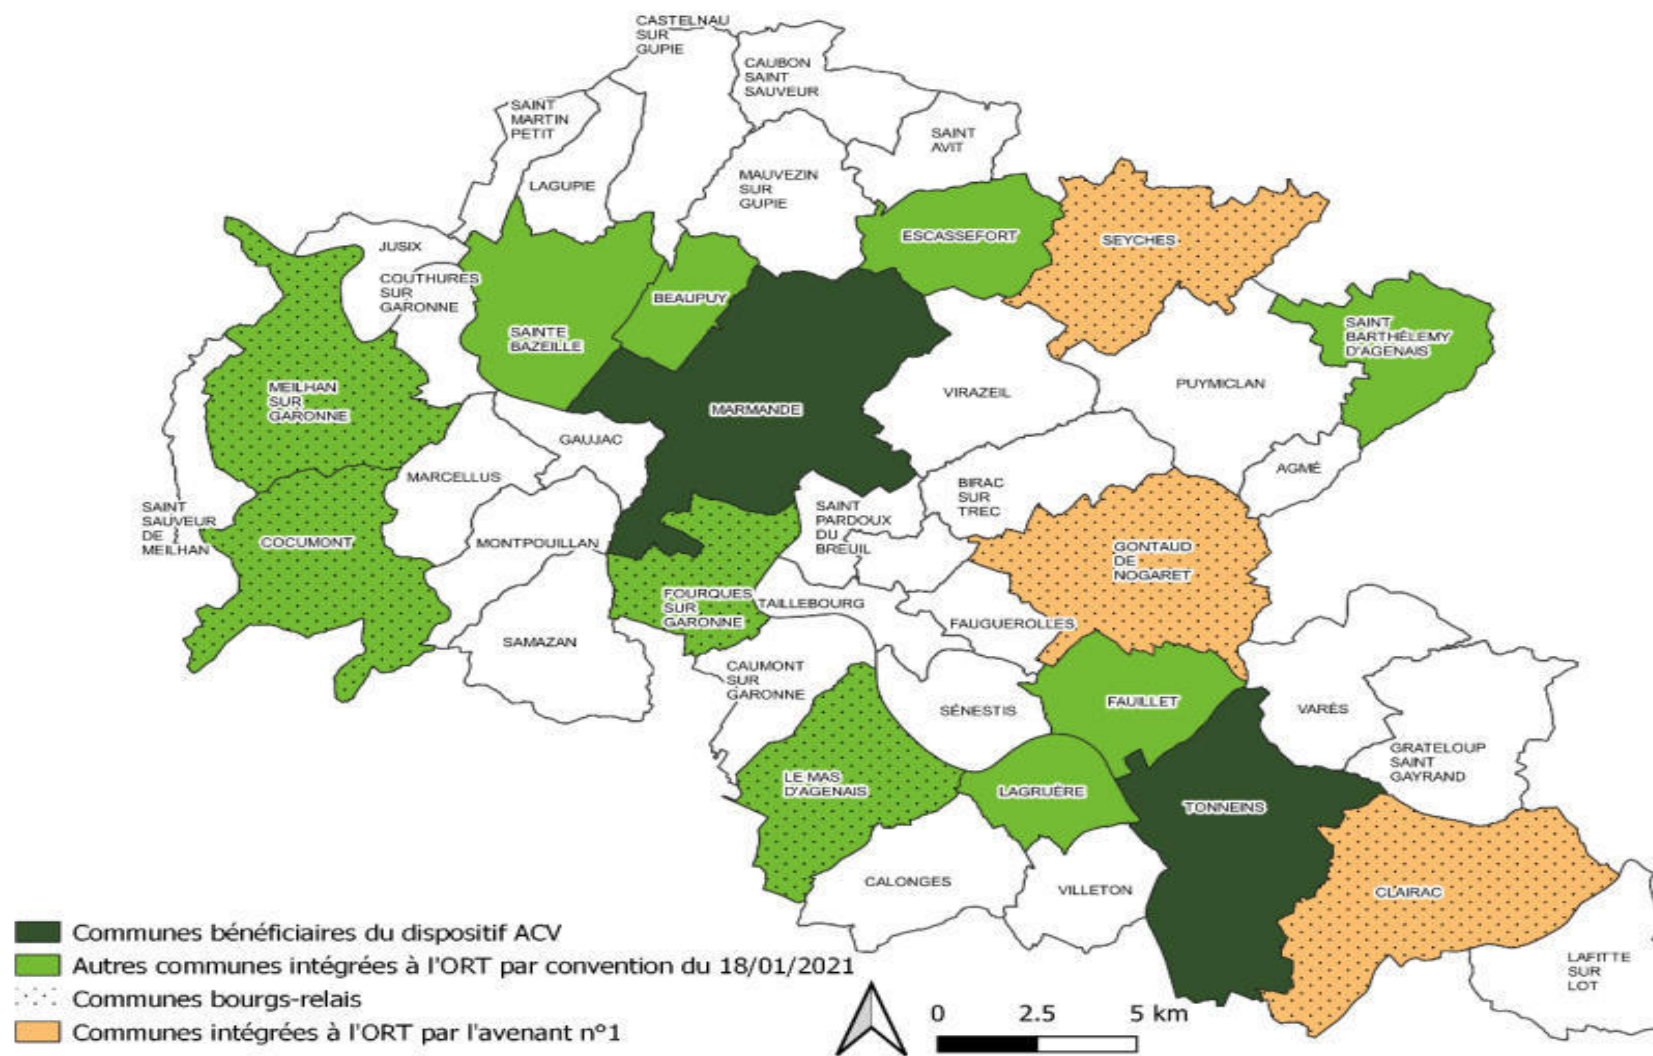 CASTELNAU
SUR
GUPIE
CAUBON
SAINT
SAUVEUR
SAINT
MARTIN
PETIT
SAINT
AVIT
LAGUPIE
MAUVEZIN
SUR
GUPIE
ESCASSEFORT
SEYCHES
JUSIX
COUTHURES
SUR
GARONNE
BEAUPUY
SAINTE
BAZEILLE
SAINT
BARTHÉLEMY
D'AGENAIS
MEILHAN
SUR
GARONNE
MARMANDE
VIRAZEIL
PUYMICLAN
GAUJAC
MARCELLUS
AGMÉ
BIRAC
SUR
TREC
SAINT
PARDOUX
DU
BREUIL
SAINT
SAUVEUR
DE
MEILHAN
COCUMONT
MONTPOUILLAN
GONTAUD
DE
NOGARET
FOURQUES
SUR
GARONNE
TAILLEBOURG
FAUGUEROLLES
SAMAZAN
CAUMONT
SUR
GARONNE
SÉNESTIS
FAUILLET
VARÈS
GRATELOUP
SAINT
GAYRAND
LE MAS
D'AGENAIS
LAGRUÈRE
TONNEINS
CALONGES
VILLETON
CLAIRAC
LAFITTE
SUR
LOT
Communes bénéficiaires du dispositif ACV
Autres communes intégrées à l'ORT par convention du 18/01/2021
Communes bourgs-relais
Communes intégrées à l'ORT par l'avenant n°1
0 2.5 5 km